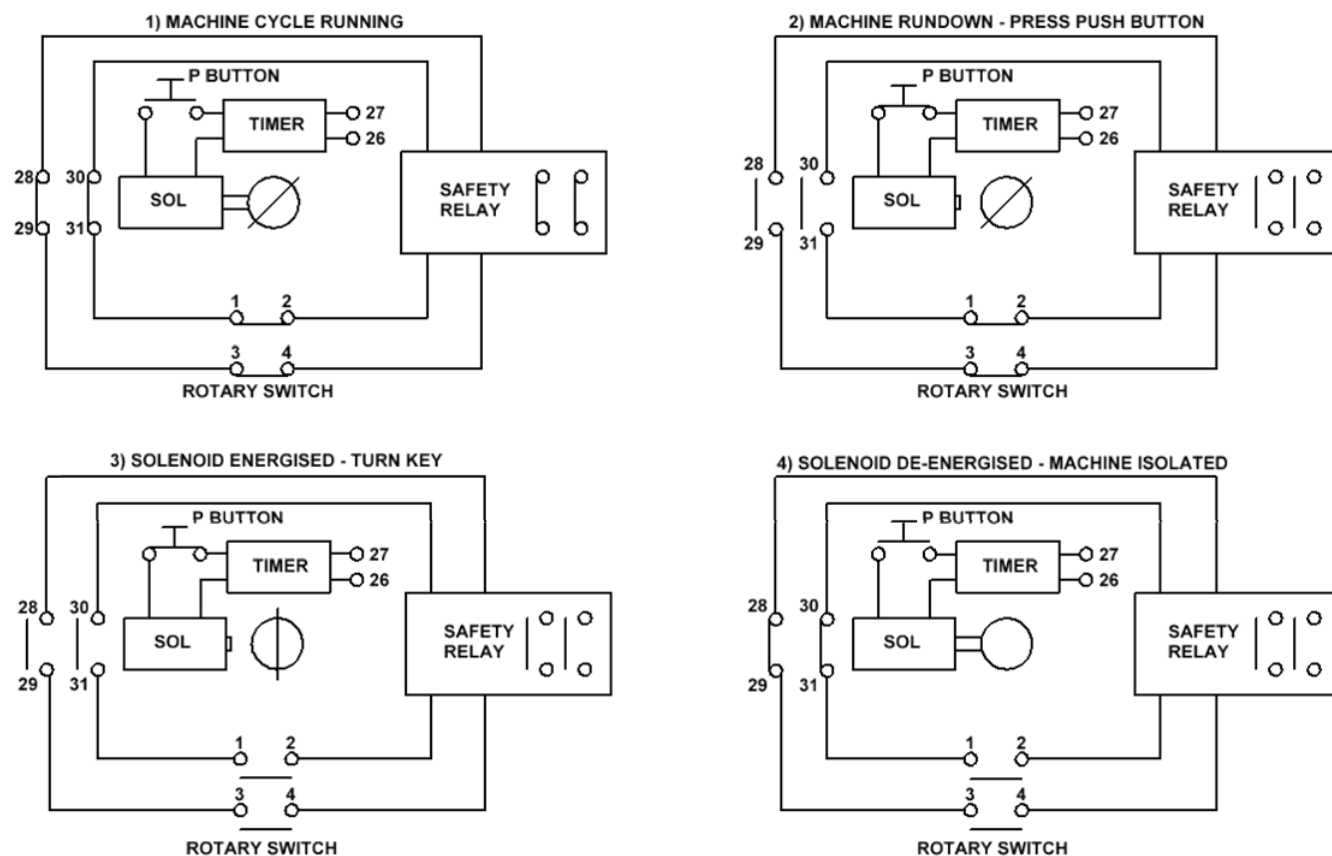 1) MACHINE CYCLE RUNNING
P BUTTON
TIMER
27
26
28
30
SOL
SAFETY
RELAY
29
31
1
2
3
4
ROTARY SWITCH
2) MACHINE RUNDOWN - PRESS PUSH BUTTON
P BUTTON
TIMER
27
26
28
30
SOL
SAFETY
RELAY
29
31
1
2
3
4
ROTARY SWITCH
3) SOLENOID ENERGISED - TURN KEY
P BUTTON
TIMER
27
26
28
30
SOL
SAFETY
RELAY
29
31
1
2
3
4
ROTARY SWITCH
4) SOLENOID DE-ENERGISED - MACHINE ISOLATED
P BUTTON
TIMER
27
26
28
30
SOL
SAFETY
RELAY
29
31
1
2
3
4
ROTARY SWITCH